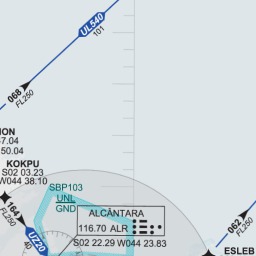 UL540
101
068
FL250
ION
7.04
50.04
KOKPU
S02 03.23
W044 38.10
SBP103
UNL
GND
164
FL250
UZ20
40
ALCÂNTARA
116.70 ALR
S02 22.29 W044 23.83
062
FL250
ESLEB